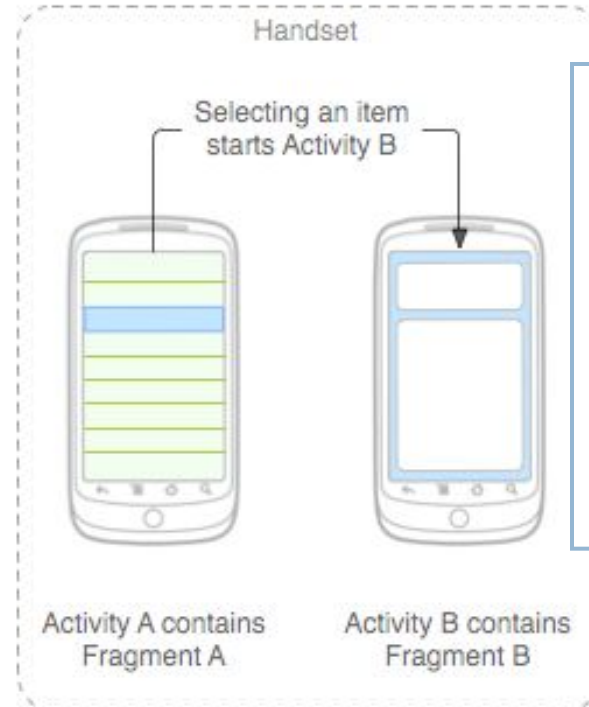 Handset
Selecting an item
starts Activity B
Activity A contains
Fragment A
Activity B contains
Fragment B